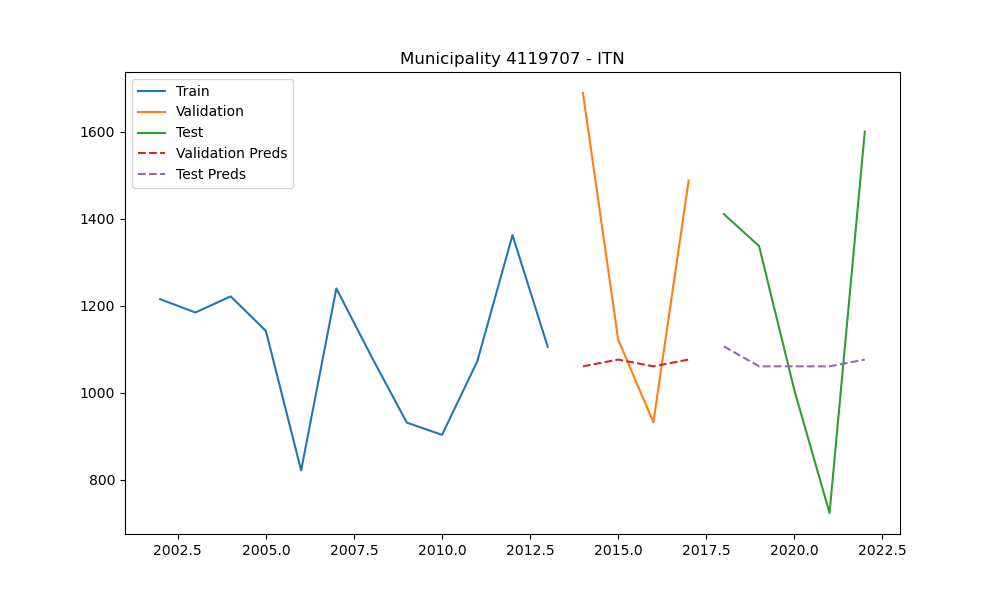 Municipality 4119707 - ITN
Train
Validation
Test
Validation Preds
Test Preds
1600
1400
1200
1000
800
2002.5 2005.0 2007.5 2010.0 2012.5 2015.0 2017.5 2020.0 2022.5